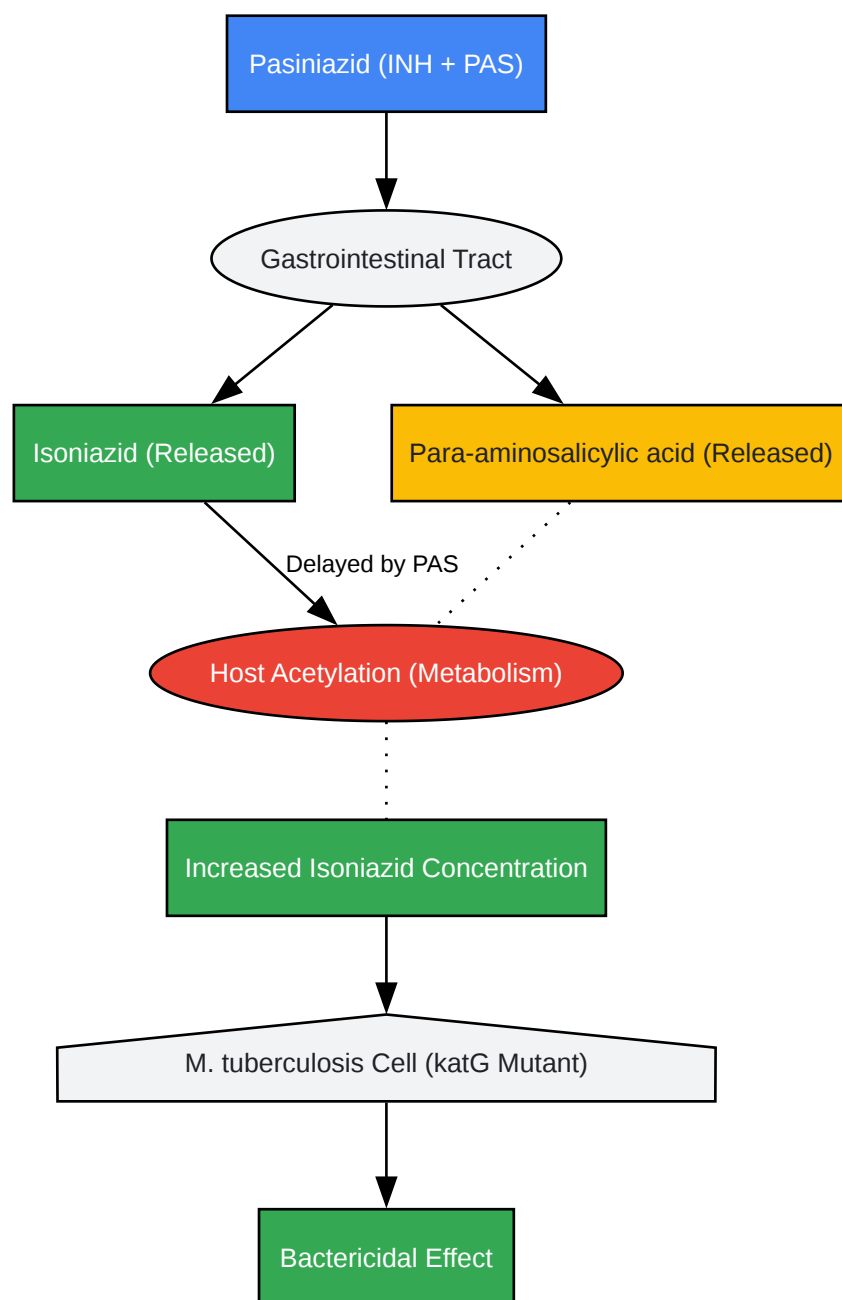 Pasiniazid (INH + PAS)
Gastrointestinal Tract
Isoniazid (Released)
Para-aminosalicylic acid (Released)
Delayed by PAS
Host Acetylation (Metabolism)
Increased Isoniazid Concentration
M. tuberculosis Cell (katG Mutant)
Bactericidal Effect